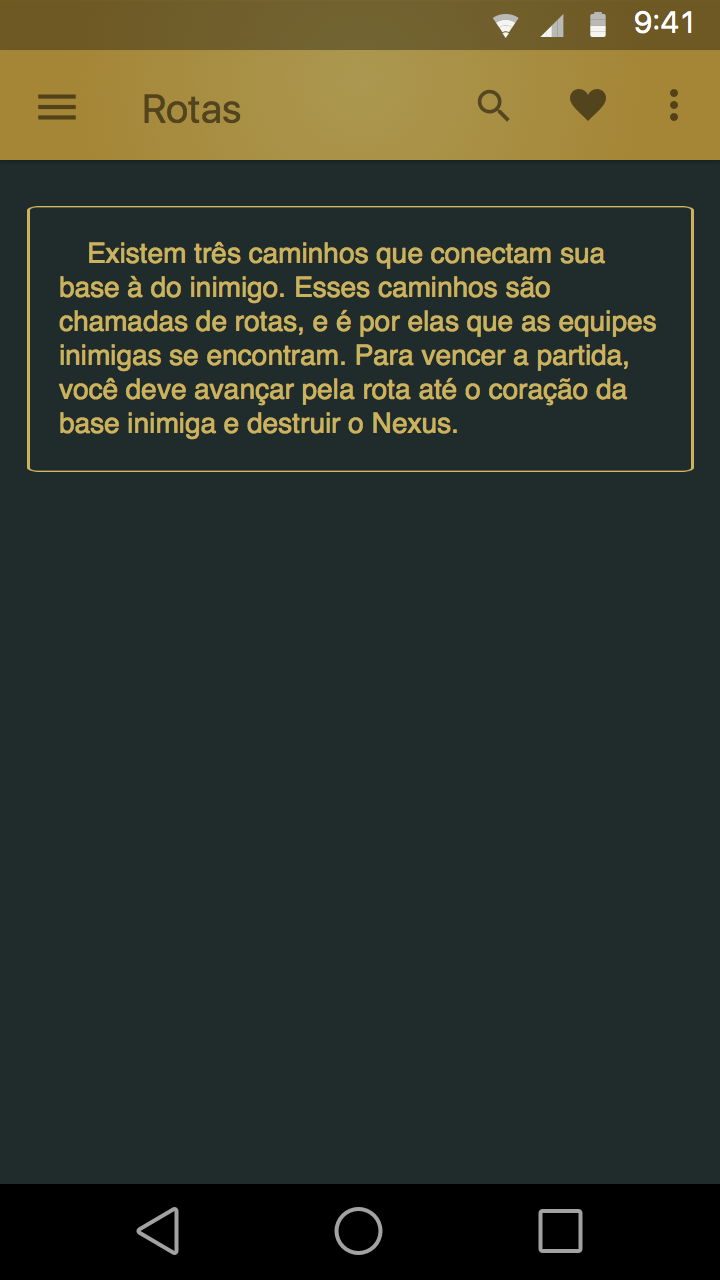 9:41
Rotas
Existem três caminhos que conectam sua
base à do inimigo. Esses caminhos são
chamadas de rotas, e é por elas que as equipes
inimigas se encontram. Para vencer a partida,
você deve avançar pela rota até o coração da
base inimiga e destruir o Nexus.